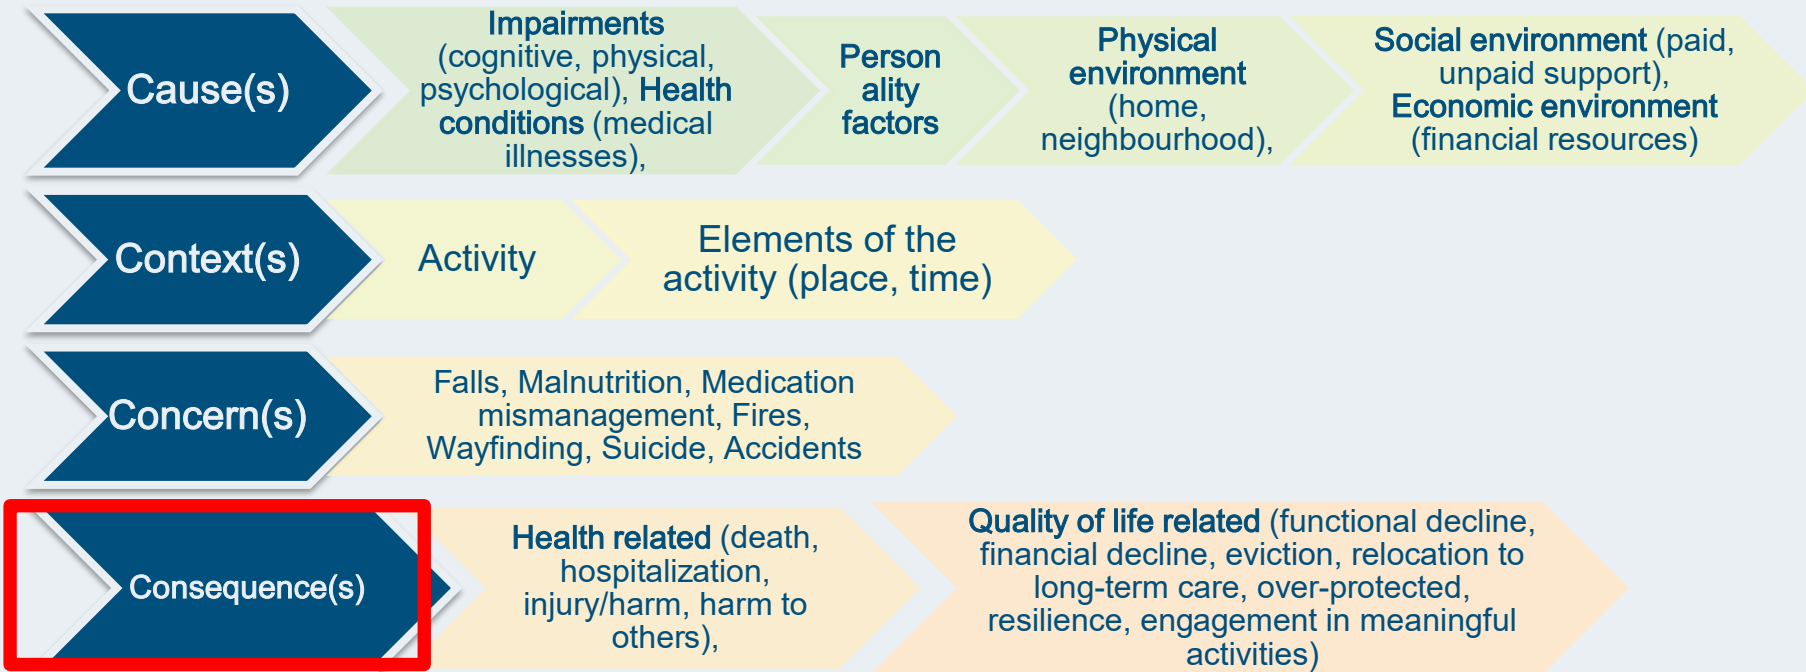 Cause(s)
Impairments
(cognitive, physical,
psychological), Health
conditions (medical
illnesses),
Person
ality
factors
Physical
environment
(home,
neighbourhood),
Social environment (paid,
unpaid support),
Economic environment
(financial resources)
Context(s)
Activity
Elements of the
activity (place, time)
Concern(s)
Falls, Malnutrition, Medication
mismanagement, Fires,
Wayfinding, Suicide, Accidents
Consequence(s)
Health related (death,
hospitalization,
injury/harm, harm to
others),
Quality of life related (functional decline,
financial decline, eviction, relocation to
long-term care, over-protected,
resilience, engagement in meaningful
activities)